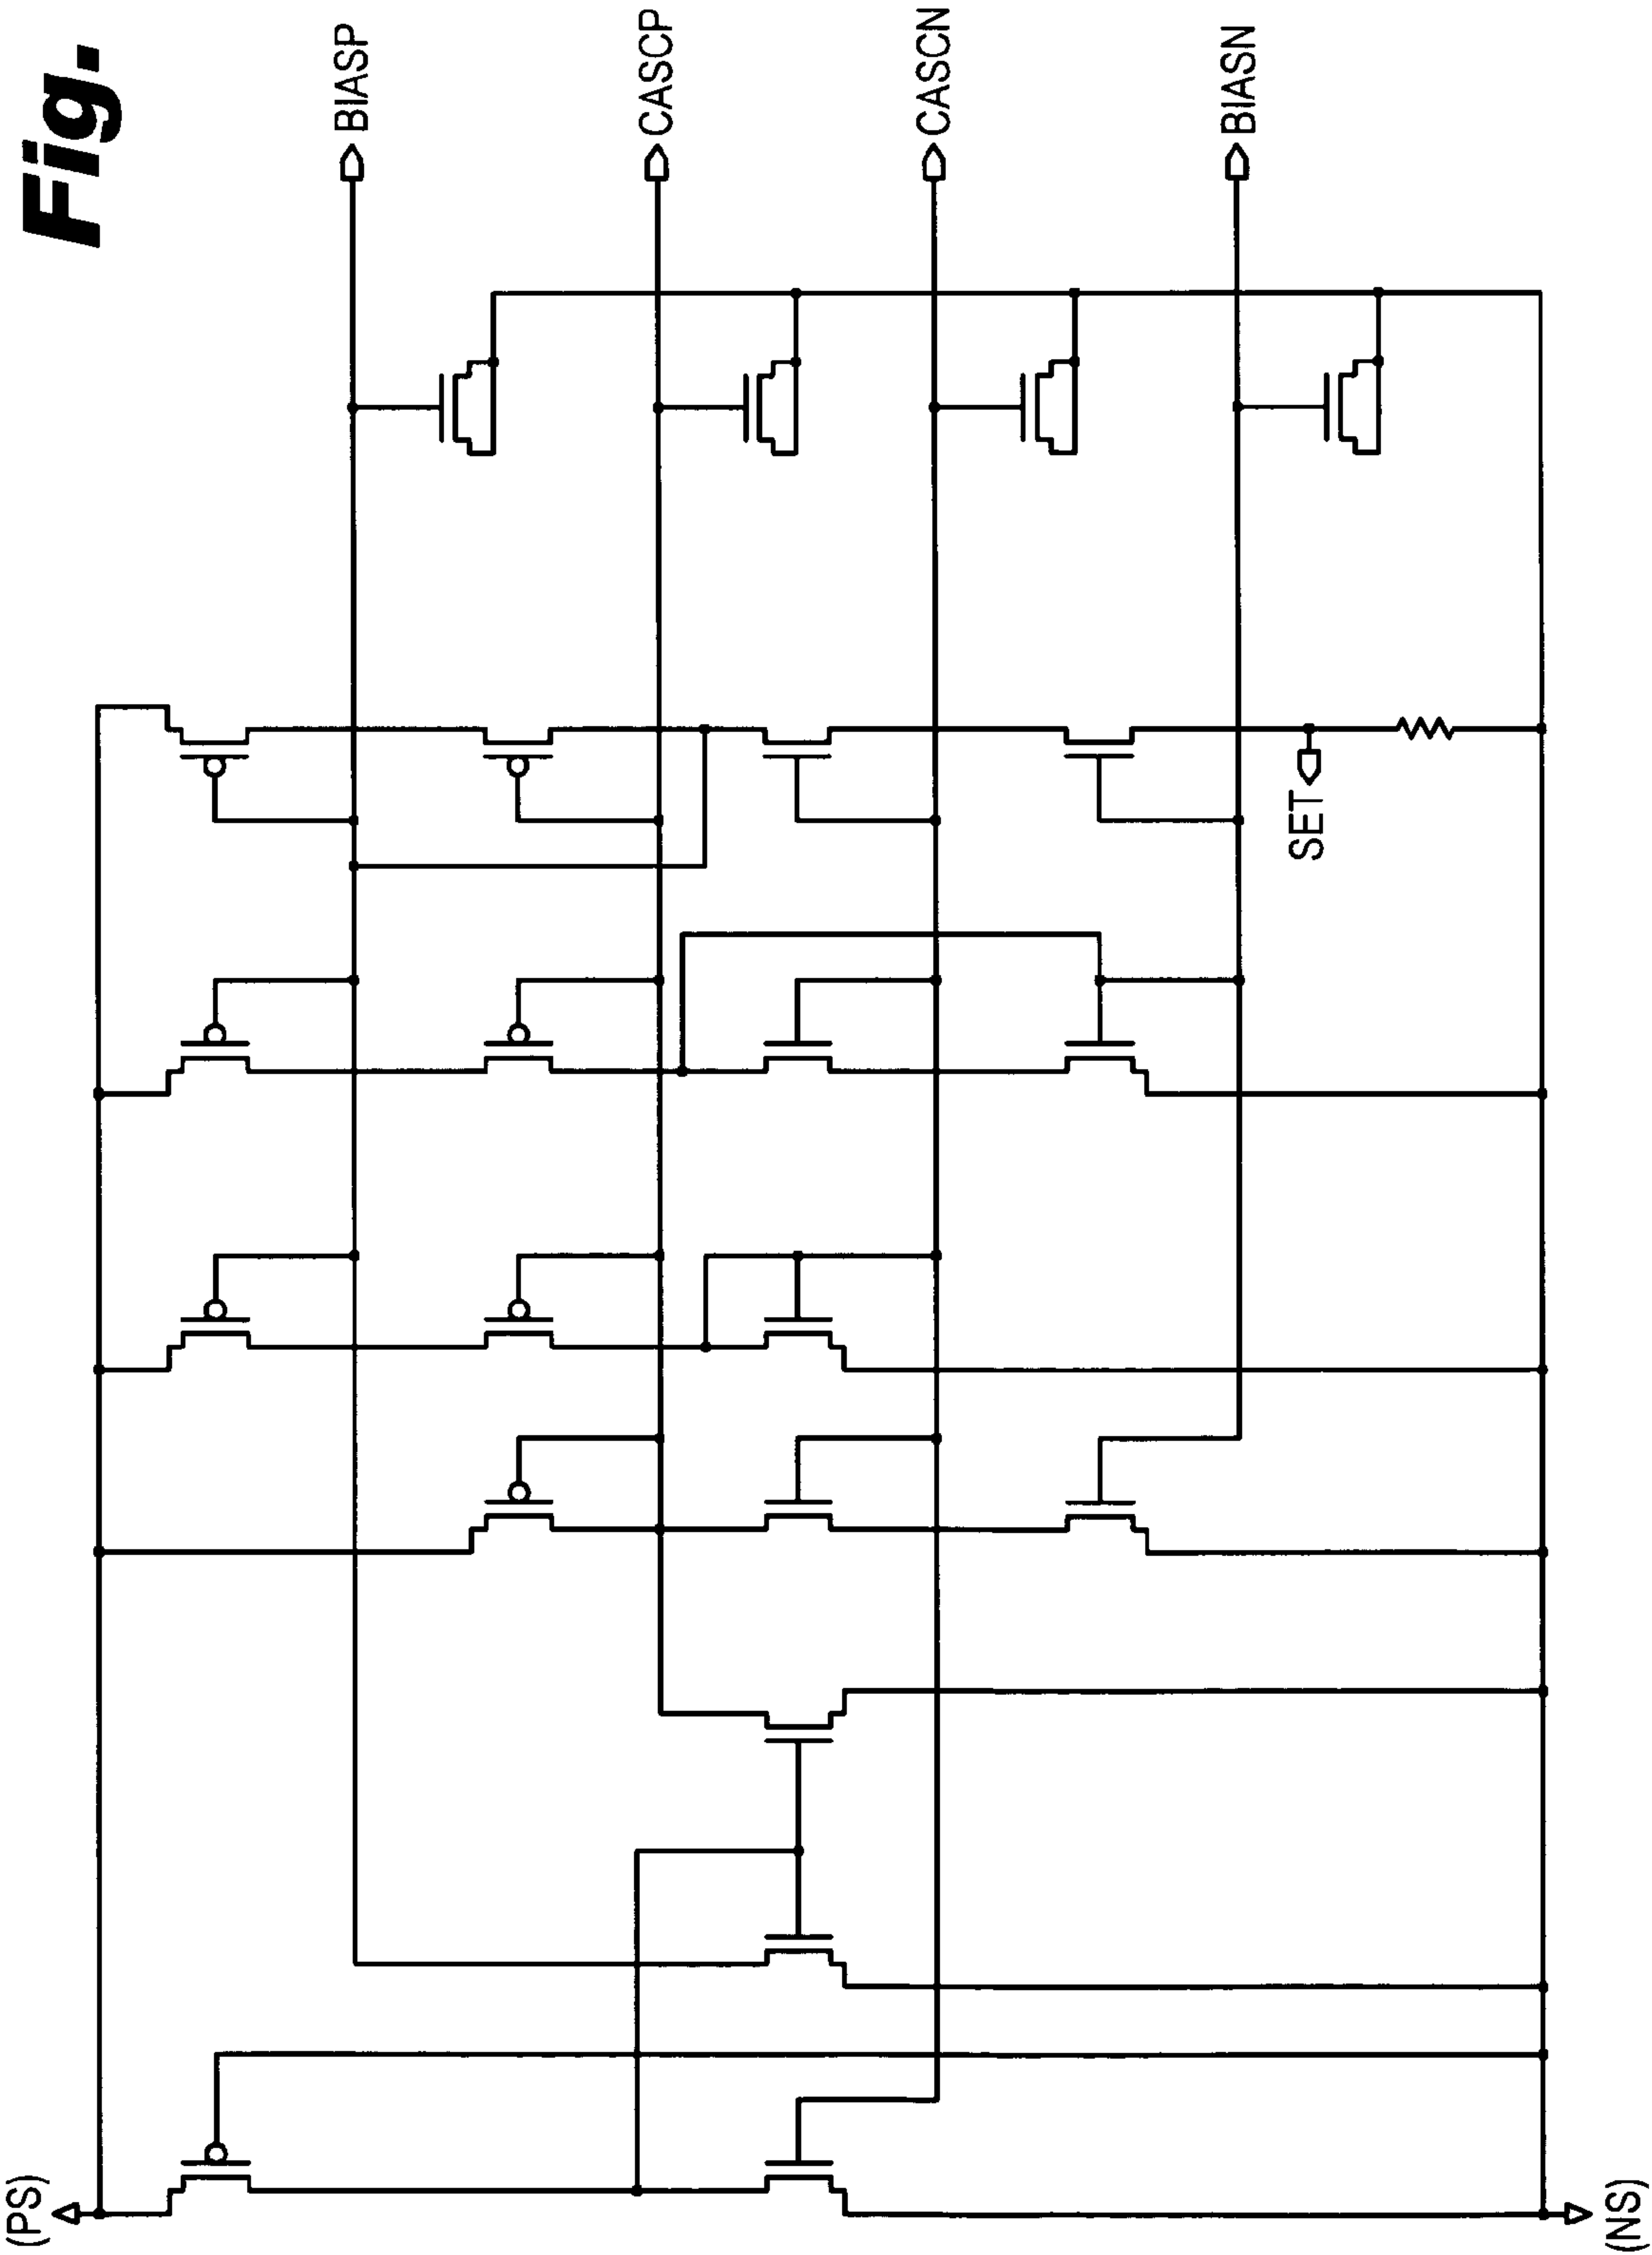 Fig.
(PS)
BIASP
CASCP
CASCN
BIASN
SET
(NS)